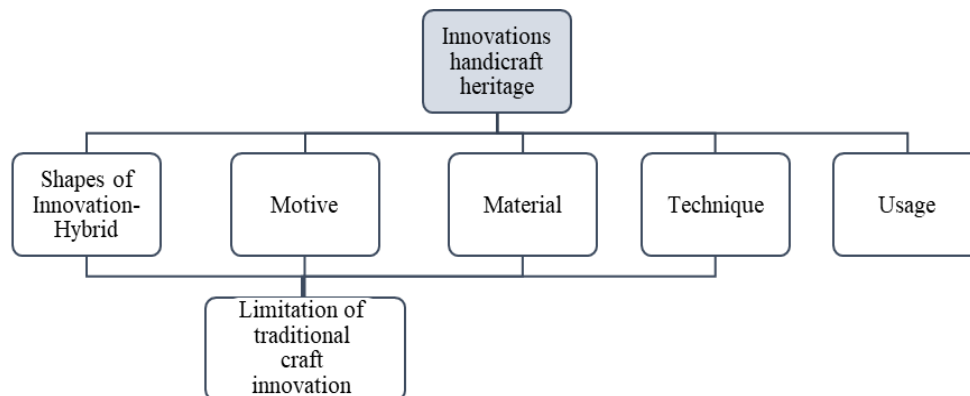 Innovations
handicraft
heritage
Shapes of
Innovation-
Hybrid
Motive
Material
Technique
Usage
Limitation of
traditional
craft
innovation